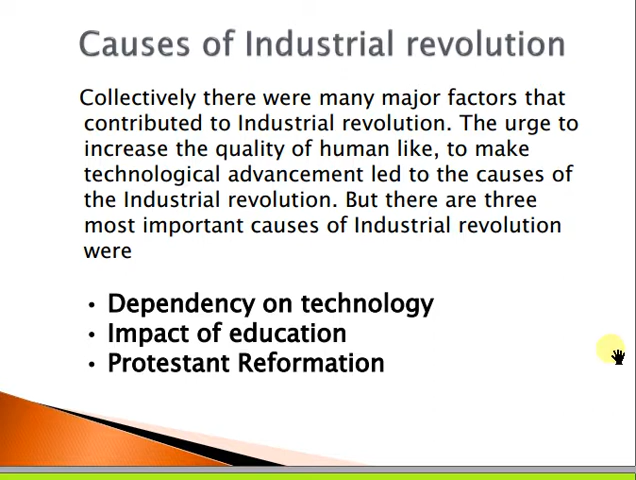 Causes of Industrial revolution
Collectively there were many major factors that
contributed to Industrial revolution. The urge to
increase the quality of human like, to make
technological advancement led to the causes of
the Industrial revolution. But there are three
most important causes of Industrial revolution
were
• Dependency on technology
• Impact of education
• Protestant Reformation